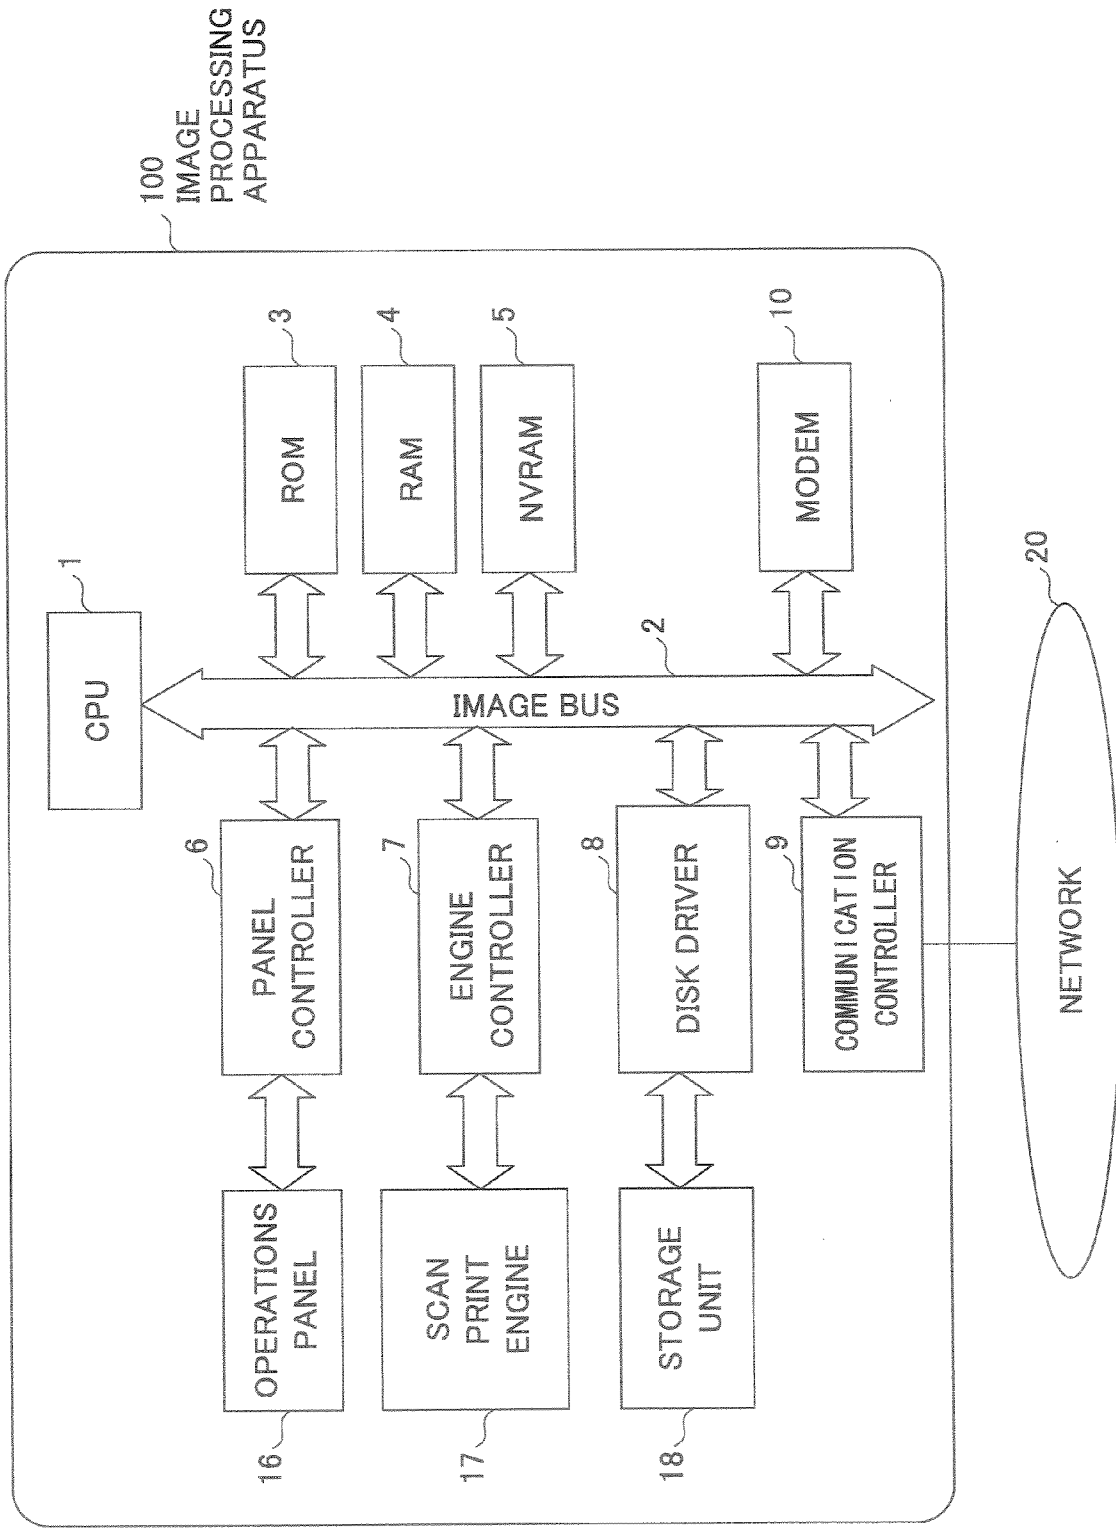 100
IMAGE
PROCESSING
APPARATUS
1
CPU
3
ROM
4
RAM
5
NVRAM
10
MODEM
2
IMAGE BUS
6
PANEL
CONTROLLER
7
ENGINE
CONTROLLER
8
DISK DRIVER
9
COMMUNICATION
CONTROLLER
16
OPERATIONS
PANEL
17
SCAN
PRINT
ENGINE
18
STORAGE
UNIT
20
NETWORK